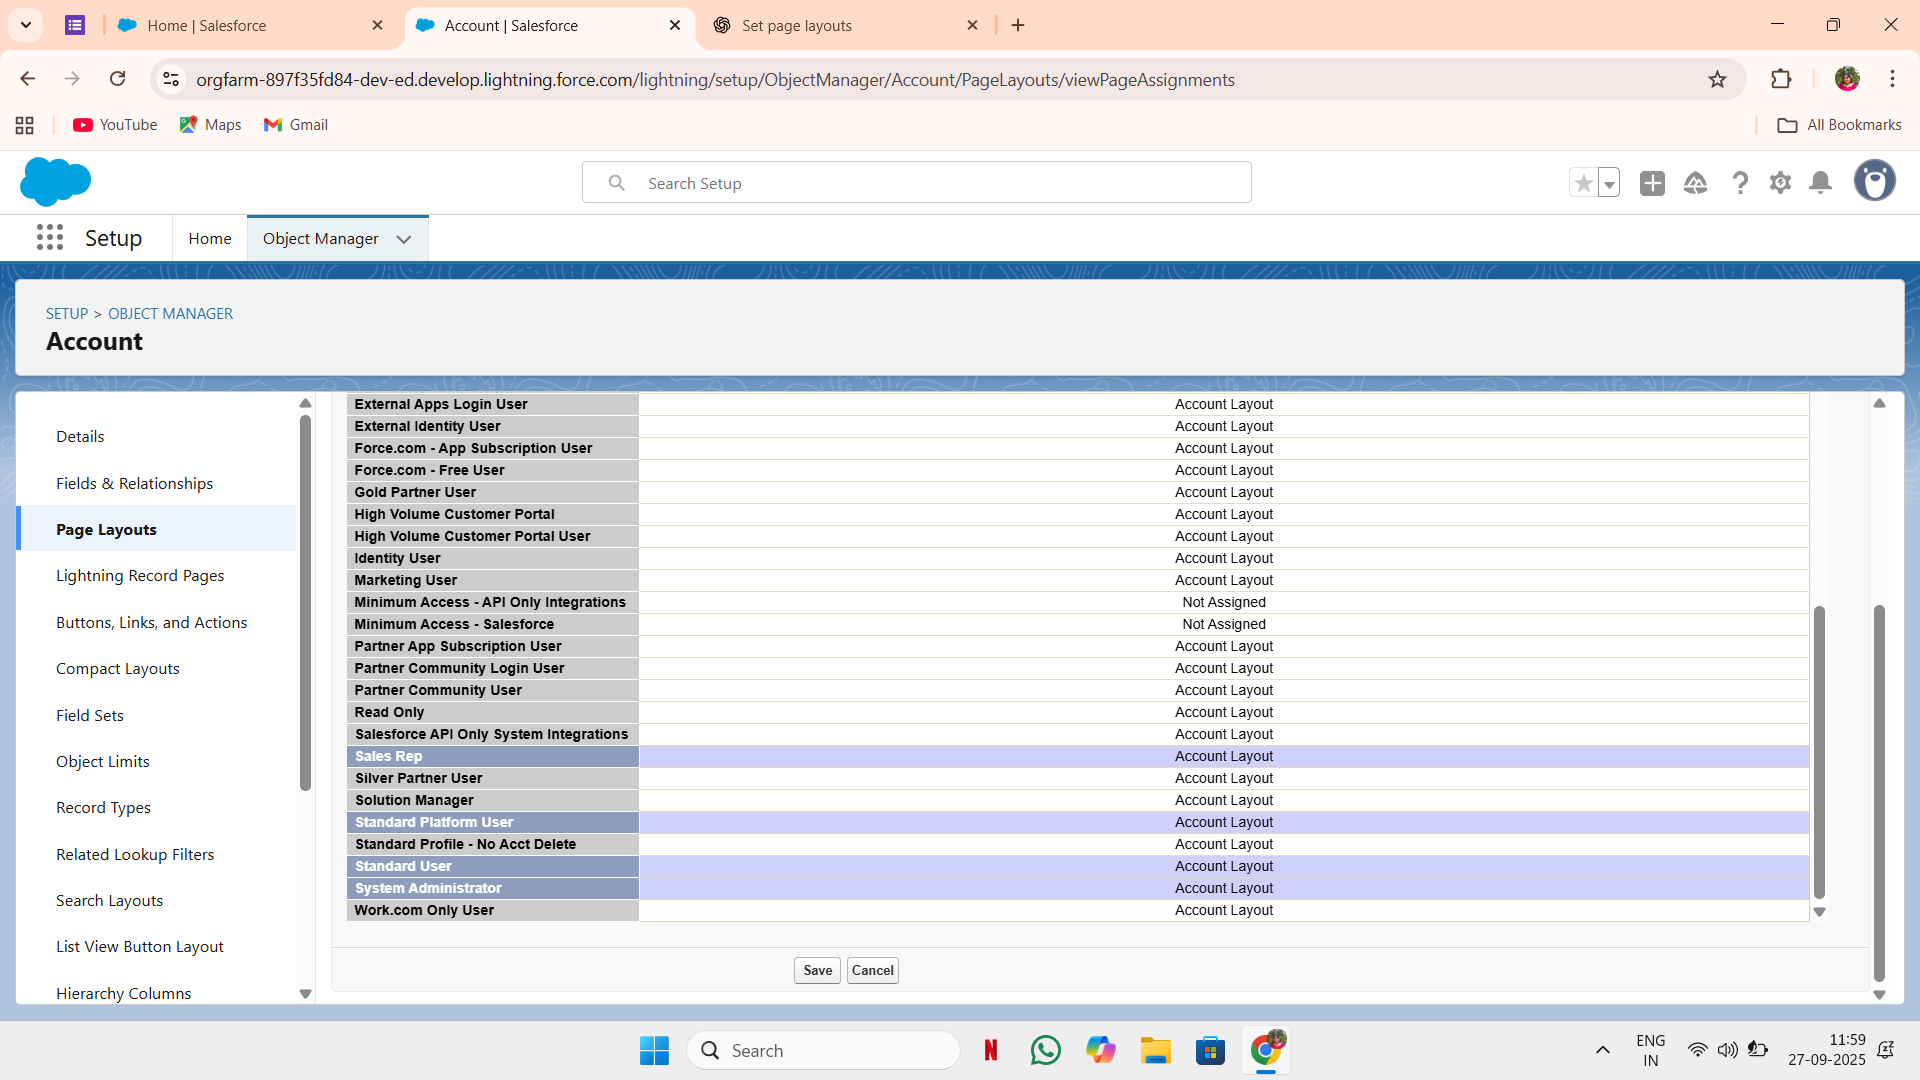 Home | Salesforce
Account | Salesforce
Set page layouts
orgfarm-897f35fd84-dev-ed.develop.lightning.force.com/lightning/setup/ObjectManager/Account/PageLayouts/viewPageAssignments
YouTube
Maps
Gmail
All Bookmarks
Search Setup
Setup
Home
Object Manager
SETUP > OBJECT MANAGER
Account
Details
Fields & Relationships
Page Layouts
Lightning Record Pages
Buttons, Links, and Actions
Compact Layouts
Field Sets
Object Limits
Record Types
Related Lookup Filters
Search Layouts
List View Button Layout
Hierarchy Columns
External Apps Login User Account Layout
External Identity User Account Layout
Force.com - App Subscription User Account Layout
Force.com - Free User Account Layout
Gold Partner User Account Layout
High Volume Customer Portal Account Layout
High Volume Customer Portal User Account Layout
Identity User Account Layout
Marketing User Account Layout
Minimum Access - API Only Integrations Not Assigned
Minimum Access - Salesforce Not Assigned
Partner App Subscription User Account Layout
Partner Community Login User Account Layout
Partner Community User Account Layout
Read Only Account Layout
Salesforce API Only System Integrations Account Layout
Sales Rep Account Layout
Silver Partner User Account Layout
Solution Manager Account Layout
Standard Platform User Account Layout
Standard Profile - No Acct Delete Account Layout
Standard User Account Layout
System Administrator Account Layout
Work.com Only User Account Layout
Save
Cancel
Search
ENG
IN
11:59
27-09-2025